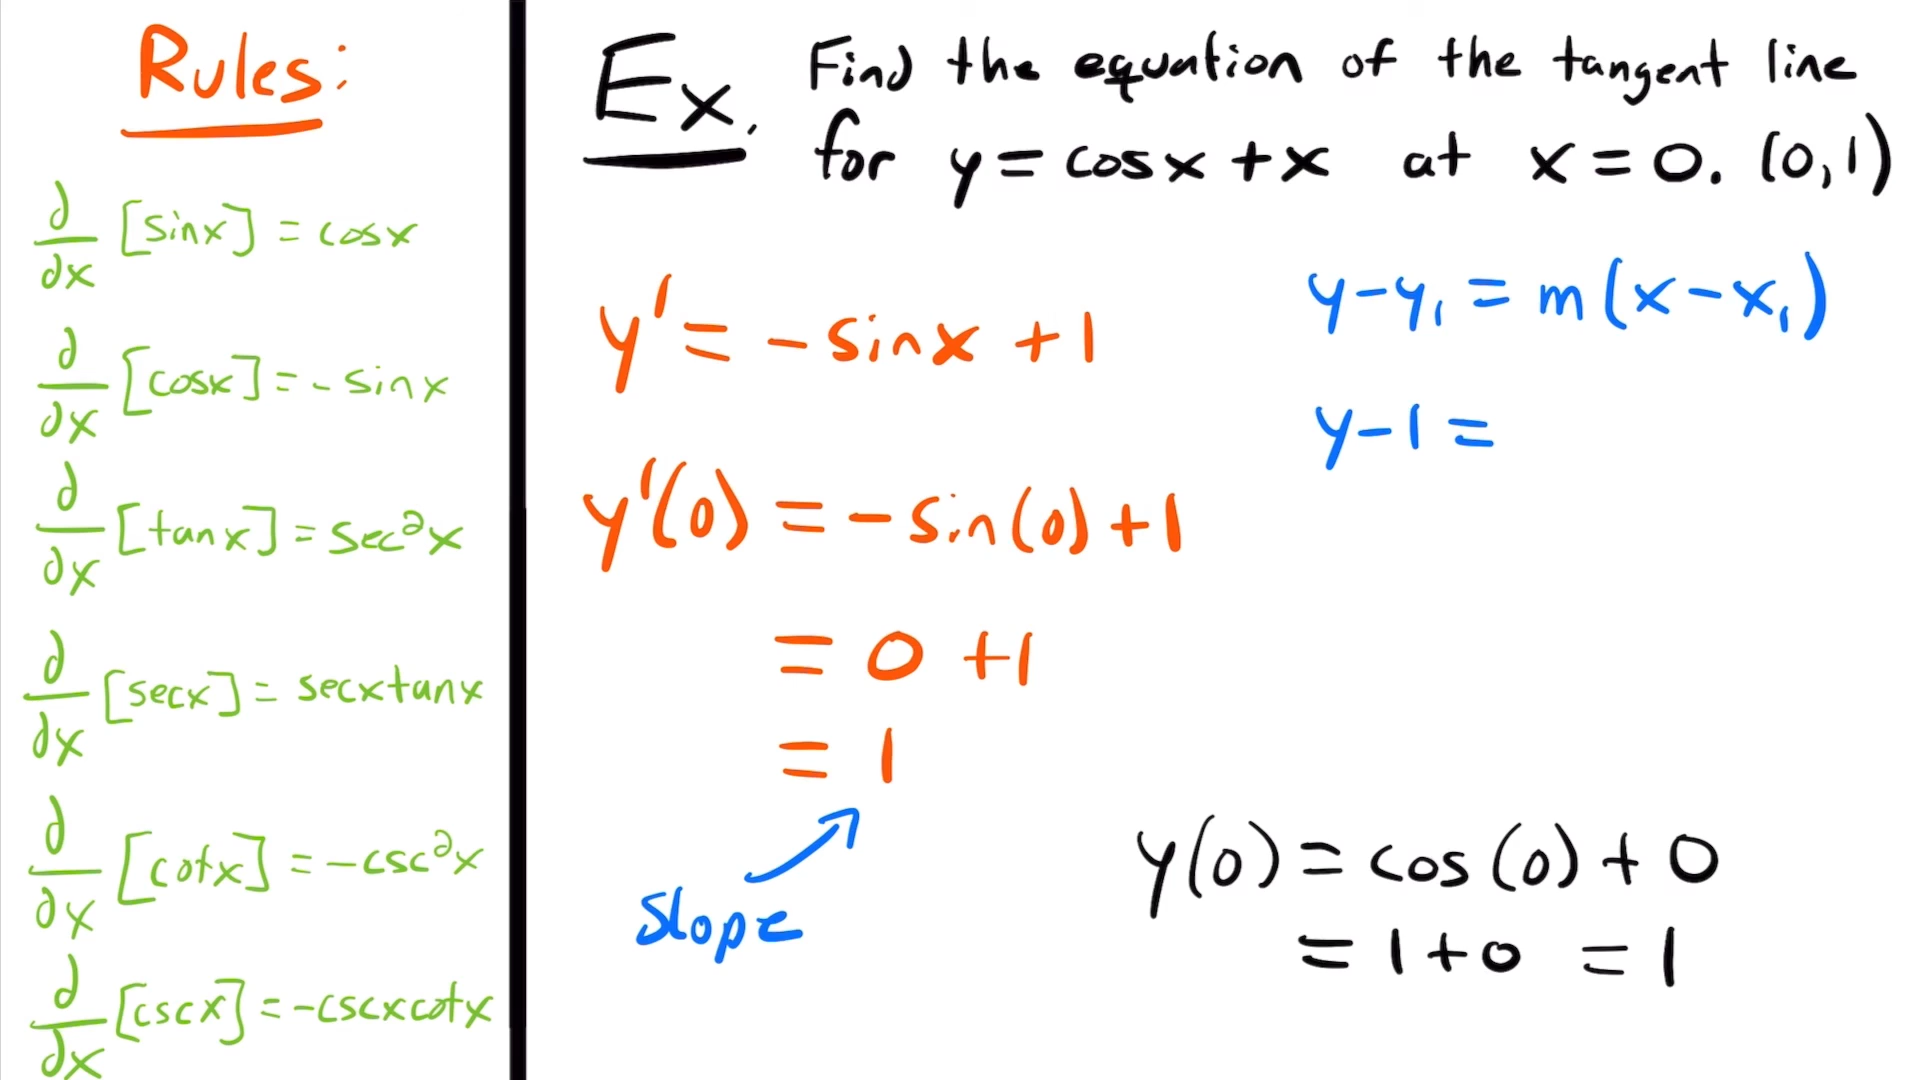 Rules:
d/dx [sinx] = cosx
d/dx [cosx] = -sinx
d/dx [tanx] = sec²x
d/dx [secx] = secxtanx
d/dx [cotx] = -csc²x
d/dx [cscx] = -cscxcotx
Ex. Find the equation of the tangent line
for y = cosx + x at x = 0. (0,1)
y' = -sinx + 1
y'(0) = -sin(0) + 1
= 0 + 1
= 1
slope
y - y₁ = m(x - x₁)
y - 1 =
y(0) = cos(0) + 0
= 1 + 0 = 1